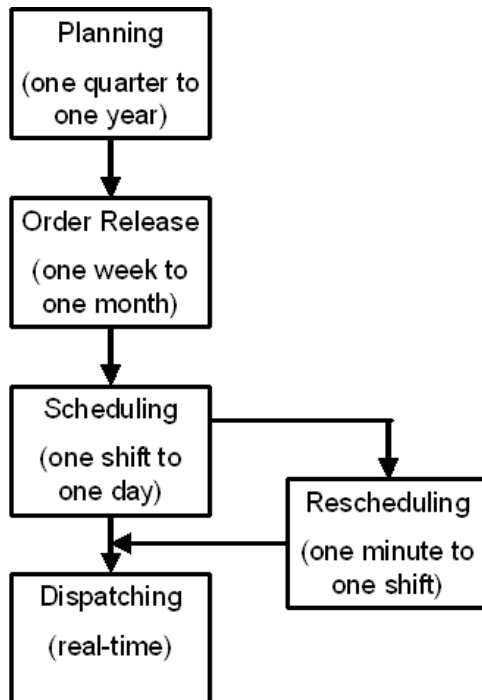 Planning
(one quarter to
one year)
Order Release
(one week to
one month)
Scheduling
(one shift to
one day)
Rescheduling
(one minute to
one shift)
Dispatching
(real-time)